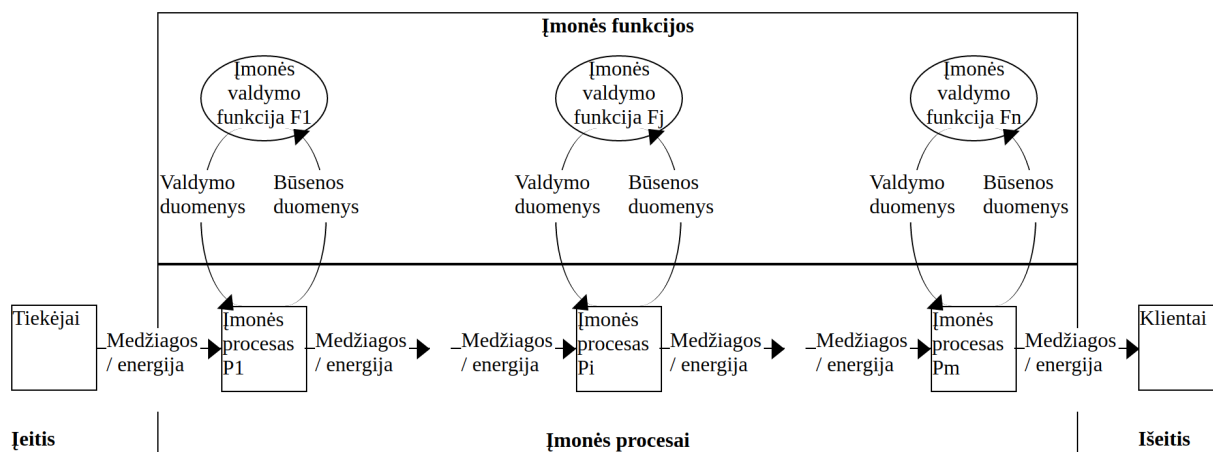 Įmonės funkcijos
Įmonės
valdymo
funkcija F1
Įmonės
valdymo
funkcija Fj
Įmonės
valdymo
funkcija Fn
Valdymo
duomenys
Būsenos
duomenys
Valdymo
duomenys
Būsenos
duomenys
Valdymo
duomenys
Būsenos
duomenys
Tiekėjai
Medžiagos
/ energija
Įmonės
procesas
P1
Medžiagos
/ energija
Medžiagos
/ energija
Įmonės
procesas
Pi
Medžiagos
/ energija
Medžiagos
/ energija
Įmonės
procesas
Pm
Medžiagos
/ energija
Klientai
Įeitis
Įmonės procesai
Išeitis